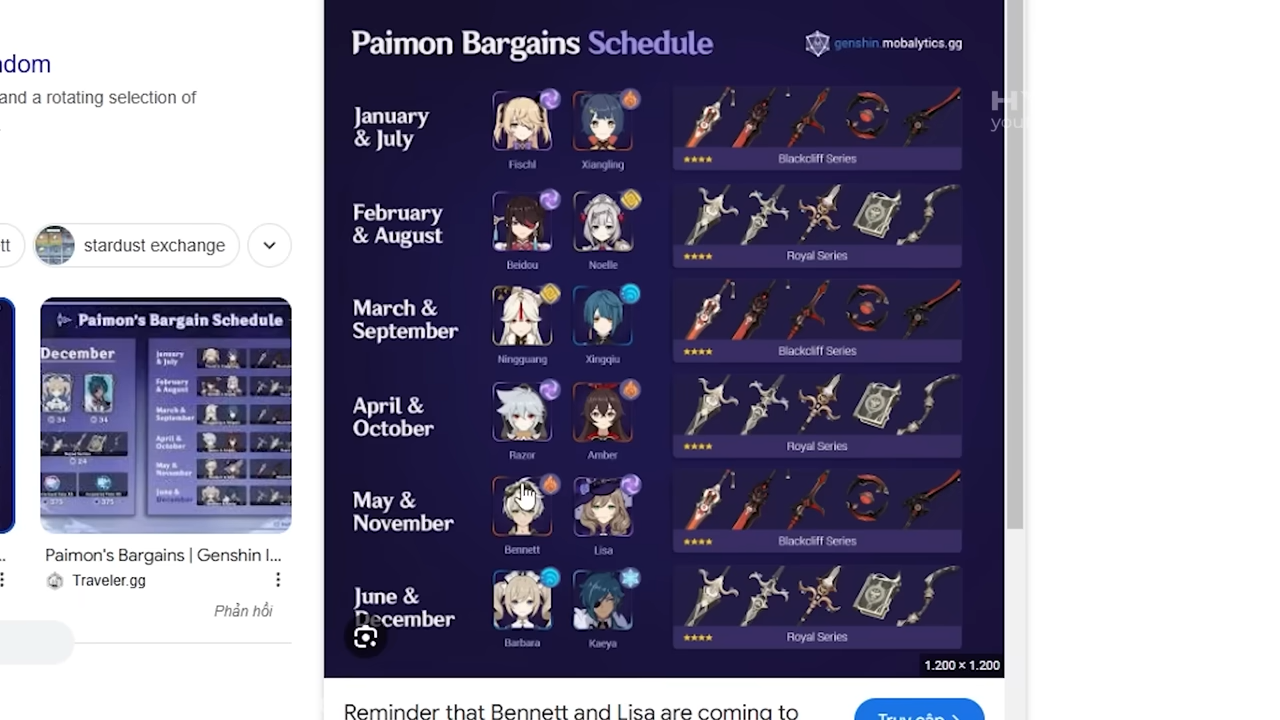 ndom
and a rotating selection of
tt
stardust exchange
Paimon's Bargain Schedule
December
January
& July
February
& August
March &
September
April &
October
May &
November
June &
December
Paimon's Bargains | Genshin I...
Traveler.gg
Phản hồi
Paimon Bargains Schedule
genshin.mobalytics.gg
January
& July
Fischl
Xiangling
Blackcliff Series
February
& August
Beidou
Noelle
Royal Series
March &
September
Ningguang
Xingqiu
Blackcliff Series
April &
October
Razor
Amber
Royal Series
May &
November
Bennett
Lisa
Blackcliff Series
June &
December
Barbara
Kaeya
Royal Series
1.200 × 1.200
Reminder that Bennett and Lisa are coming to
Truy cập
HY
you